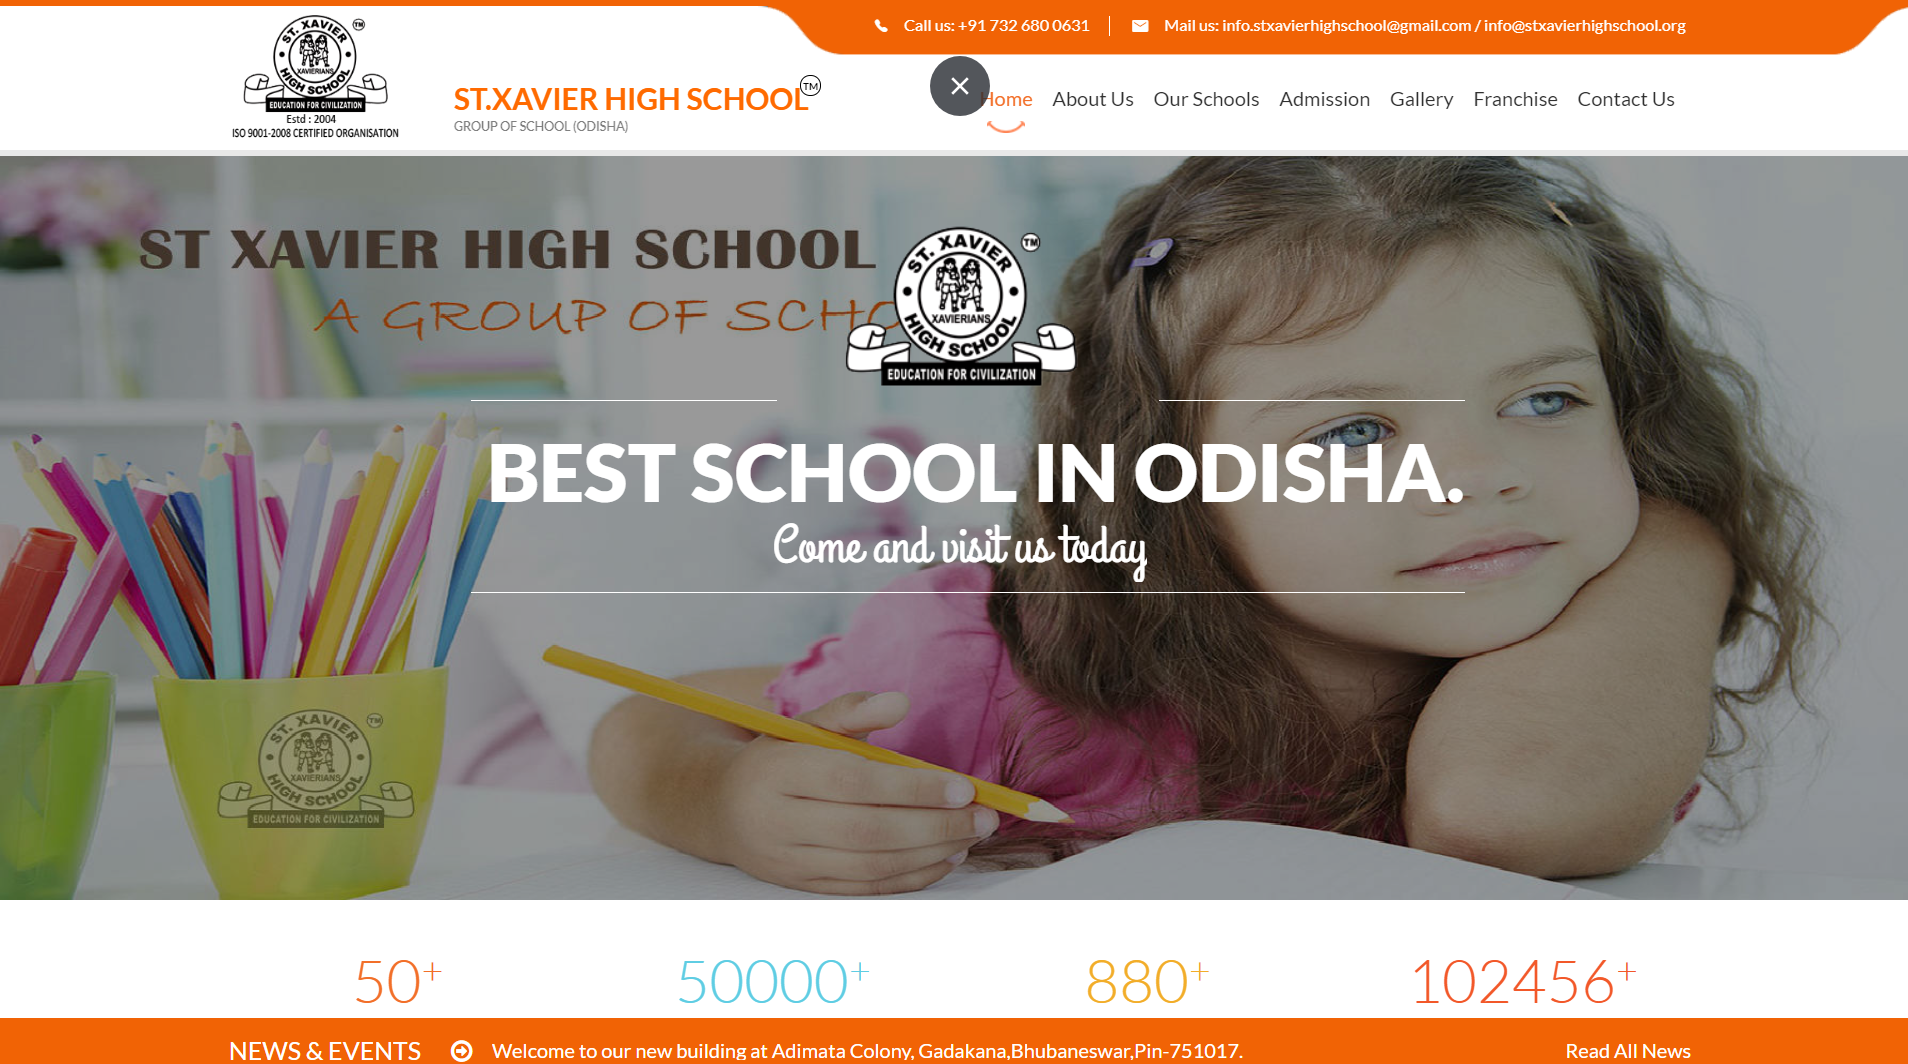 Call us: +91 732 680 0631
Mail us: info.stxavierhighschool@gmail.com / info@stxavierhighschool.org
ST. XAVIER
TM
XAVIERIANS
HIGH SCHOOL
EDUCATION FOR CIVILIZATION
Estd : 2004
ISO 9001-2008 CERTIFIED ORGANISATION
ST.XAVIER HIGH SCHOOL TM
GROUP OF SCHOOL (ODISHA)
Home About Us Our Schools Admission Gallery Franchise Contact Us
ST XAVIER HIGH SCHOOL
A GROUP OF SCHO
ST. XAVIER
TM
XAVIERIANS
HIGH SCHOOL
EDUCATION FOR CIVILIZATION
BEST SCHOOL IN ODISHA.
Come and visit us today
ST. XAVIER
TM
XAVIERIANS
HIGH SCHOOL
EDUCATION FOR CIVILIZATION
50+ 50000+ 880+ 102456+
NEWS & EVENTS Welcome to our new building at Adimata Colony, Gadakana,Bhubaneswar,Pin-751017. Read All News